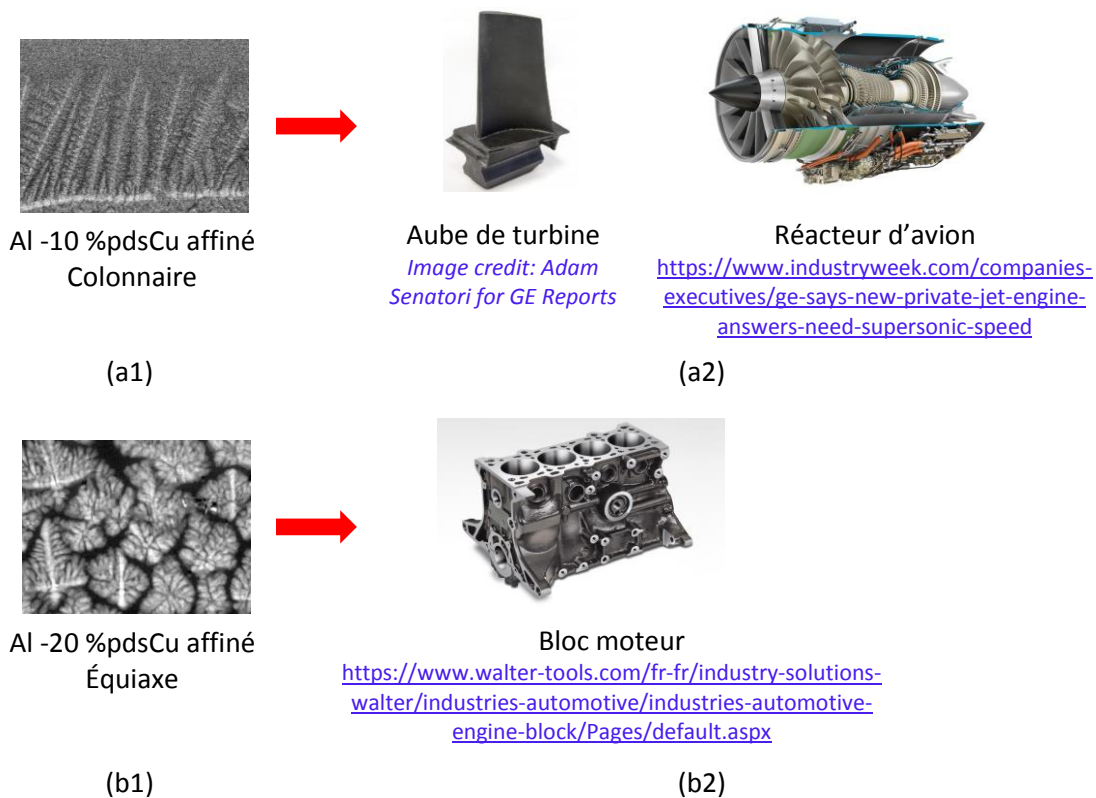 Al -10 %pdsCu affiné
Colonnaire
Aube de turbine
Image credit: Adam
Senatori for GE Reports
Réacteur d'avion
https://www.industryweek.com/companies-
executives/ge-says-new-private-jet-engine-
answers-need-supersonic-speed
(a1)
(a2)
Al -20 %pdsCu affiné
Équiaxe
Bloc moteur
https://www.walter-tools.com/fr-fr/industry-solutions-
walter/industries-automotive/industries-automotive-
engine-block/Pages/default.aspx
(b1)
(b2)